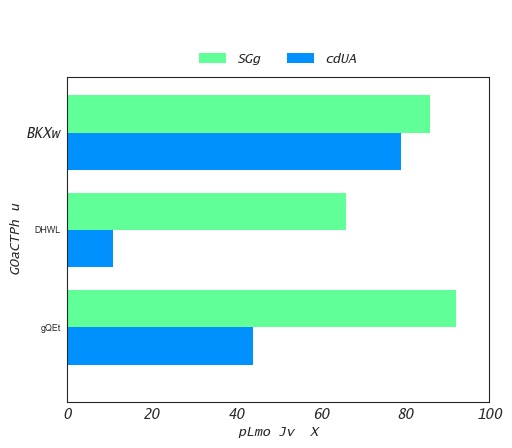 SGg cdUA
BKXw
DHWL
gQEt
GOaCTPh u
0 20 40 60 80 100
pLmo Jv  X